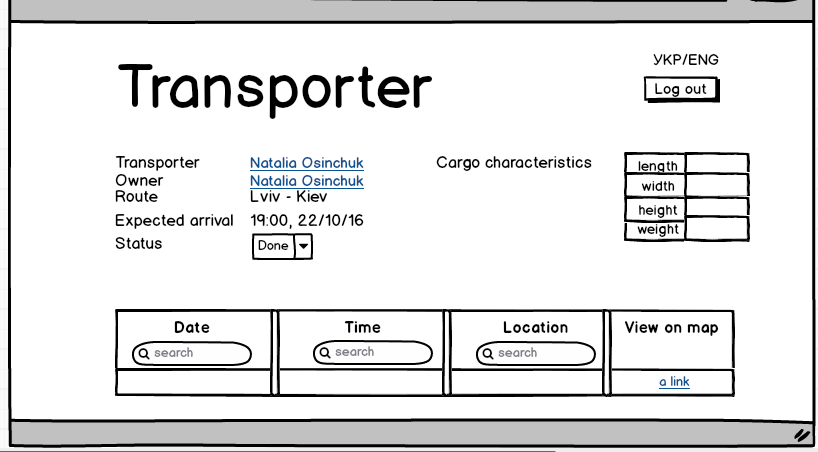 Transporter
УКР/ENG
Log out
Transporter Natalia Osinchuk
Owner Natalia Osinchuk
Route Lviv - Kiev
Expected arrival 19:00, 22/10/16
Status Done
Cargo characteristics
length
width
height
weight
Date Time Location View on map
search search search
a link